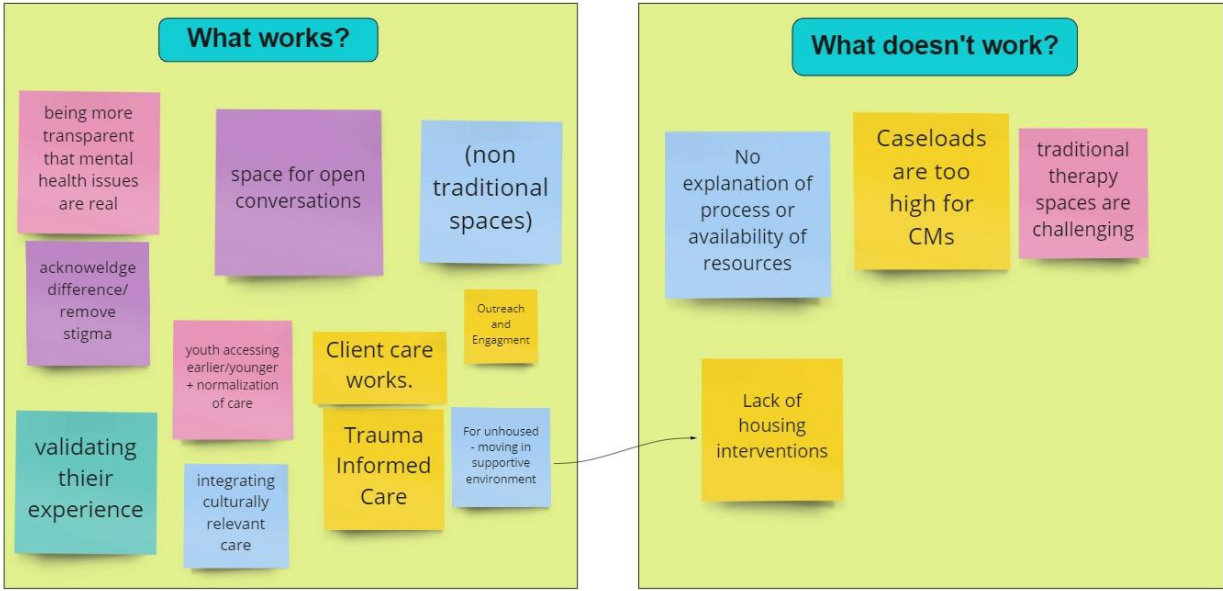 What works?
being more
transparent
that mental
health issues
are real
space for open
conversations
(non
traditional
spaces)
acknoweldge
difference/
remove
stigma
youth accessing
earlier/younger
+ normalization
of care
Client care
works.
Outreach
and
Engagment
validating
thieir
experience
integrating
culturally
relevant
care
Trauma
Informed
Care
For unhoused
- moving in
supportive
environment
What doesn't work?
No
explanation of
process or
availability of
resources
Caseloads
are too
high for
CMs
traditional
therapy
spaces are
challenging
Lack of
housing
interventions